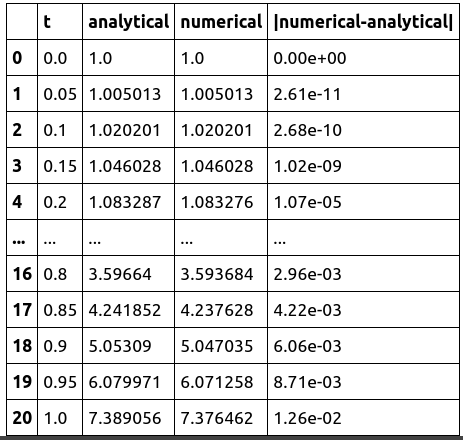 t analytical numerical |numerical-analytical|
0 0.0 1.0 1.0 0.00e+00
1 0.05 1.005013 1.005013 2.61e-11
2 0.1 1.020201 1.020201 2.68e-10
3 0.15 1.046028 1.046028 1.02e-09
4 0.2 1.083287 1.083276 1.07e-05
... ... ... ... ...
16 0.8 3.59664 3.593684 2.96e-03
17 0.85 4.241852 4.237628 4.22e-03
18 0.9 5.05309 5.047035 6.06e-03
19 0.95 6.079971 6.071258 8.71e-03
20 1.0 7.389056 7.376462 1.26e-02